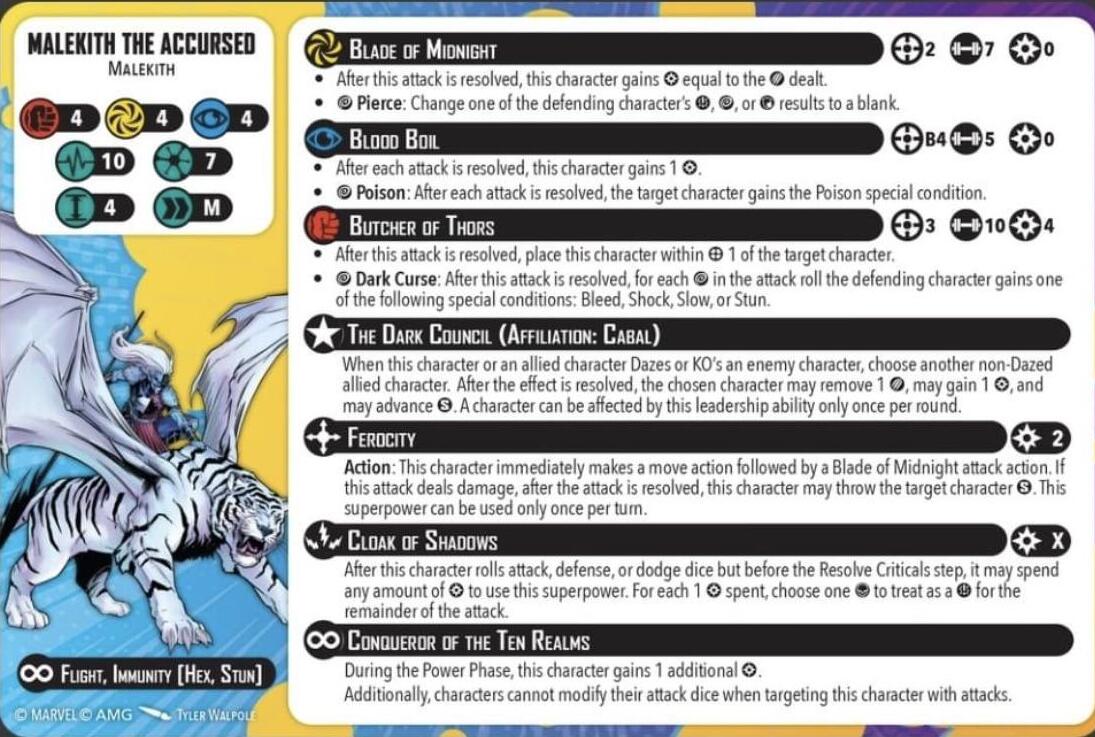 MALEKITH THE ACCURSED
MALEKITH
4 4 4
10 7
4 M
FLIGHT, IMMUNITY [HEX, STUN]
© MARVEL © AMG TYLER WALPOLE
BLADE OF MIDNIGHT 2 7 0
• After this attack is resolved, this character gains equal to the dealt.
• Pierce: Change one of the defending character's , , or results to a blank.
BLOOD BOIL B4 5 0
• After each attack is resolved, this character gains 1 .
• Poison: After each attack is resolved, the target character gains the Poison special condition.
BUTCHER OF THORS 3 10 4
• After this attack is resolved, place this character within 1 of the target character.
• Dark Curse: After this attack is resolved, for each in the attack roll the defending character gains one
of the following special conditions: Bleed, Shock, Slow, or Stun.
THE DARK COUNCIL (AFFILIATION: CABAL)
When this character or an allied character Dazes or KO's an enemy character, choose another non-Dazed
allied character. After the effect is resolved, the chosen character may remove 1 , may gain 1 , and
may advance S. A character can be affected by this leadership ability only once per round.
FEROCITY 2
Action: This character immediately makes a move action followed by a Blade of Midnight attack action. If
this attack deals damage, after the attack is resolved, this character may throw the target character S. This
superpower can be used only once per turn.
CLOAK OF SHADOWS X
After this character rolls attack, defense, or dodge dice but before the Resolve Criticals step, it may spend
any amount of to use this superpower. For each 1 spent, choose one to treat as a for the
remainder of the attack.
CONQUEROR OF THE TEN REALMS
During the Power Phase, this character gains 1 additional .
Additionally, characters cannot modify their attack dice when targeting this character with attacks.